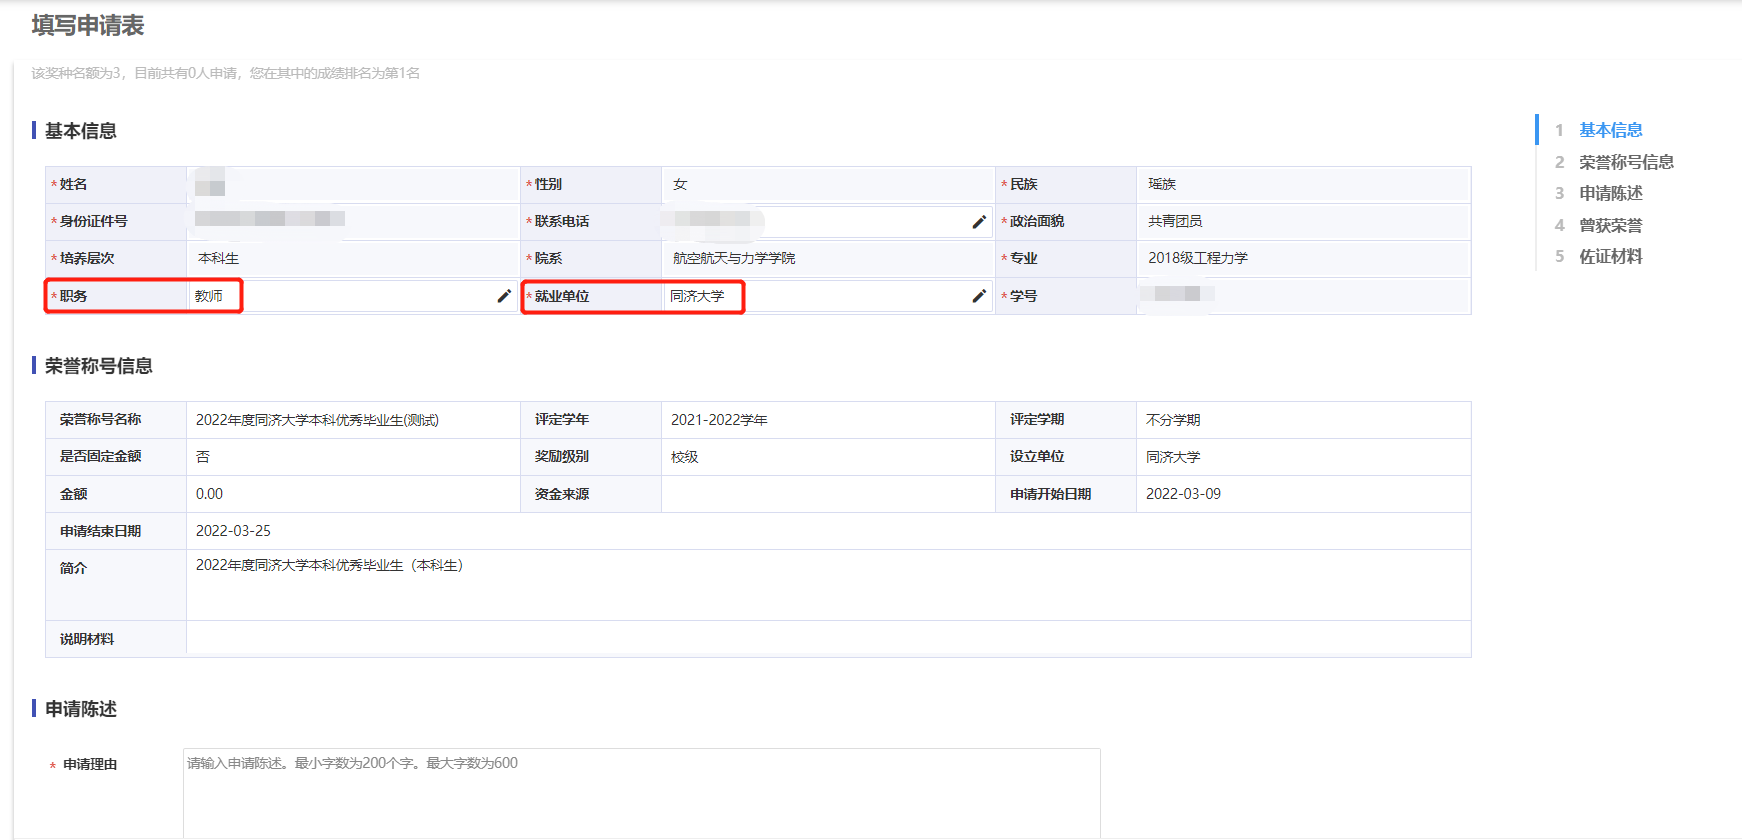 填写申请表
该奖种名额为3，目前共有0人申请，您在其中的成绩排名为第1名
基本信息
*姓名 *性别 女 *民族 瑶族
*身份证件号 *联系电话 *政治面貌 共青团员
*培养层次 本科生 *院系 航空航天与力学学院 *专业 2018级工程力学
*职务 教师 *就业单位 同济大学 *学号
荣誉称号信息
荣誉称号名称 2022年度同济大学本科优秀毕业生(测试) 评定学年 2021-2022学年 评定学期 不分学期
是否固定金额 否 奖励级别 校级 设立单位 同济大学
金额 0.00 资金来源 申请开始日期 2022-03-09
申请结束日期 2022-03-25
简介 2022年度同济大学本科优秀毕业生（本科生）
说明材料
申请陈述
* 申请理由 请输入申请陈述。最小字数为200个字。最大字数为600
1 基本信息
2 荣誉称号信息
3 申请陈述
4 曾获荣誉
5 佐证材料